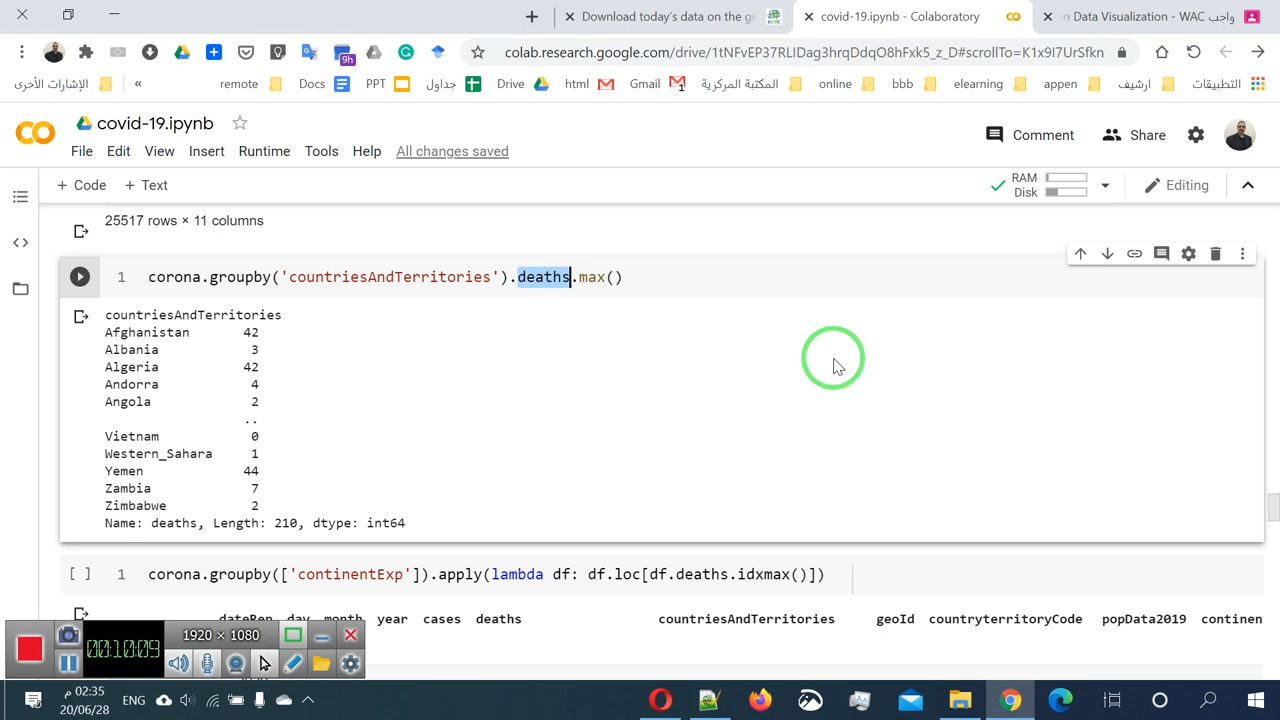 Download today's data on the ge
covid-19.ipynb - Colaboratory
in Data Visualization - WAC واجب
9h
colab.research.google.com/drive/1tNFvEP37RLIDag3hrqDdqO8hFxk5_z_D#scrollTo=K1x9I7UrSfkn
الإشارات الأخرى
«
remote
Docs
PPT
جداول
Drive
html
Gmail
1
المكتبة المركزية
online
bbb
elearning
appen
ارشيف
التطبيقات
covid-19.ipynb
Comment
Share
File Edit View Insert Runtime Tools Help All changes saved
+ Code + Text
RAM
Disk
Editing
25517 rows × 11 columns
1 corona.groupby('countriesAndTerritories').deaths.max()
countriesAndTerritories
Afghanistan 42
Albania 3
Algeria 42
Andorra 4
Angola 2
..
Vietnam 0
Western_Sahara 1
Yemen 44
Zambia 7
Zimbabwe 2
Name: deaths, Length: 210, dtype: int64
[ ] 1 corona.groupby(['continentExp']).apply(lambda df: df.loc[df.deaths.idxmax()])
dateRep day month year cases deaths countriesAndTerritories geoId countryterritoryCode popData2019 continen
1920 × 1080
00:10:09
م 02:35
20/06/28
ENG